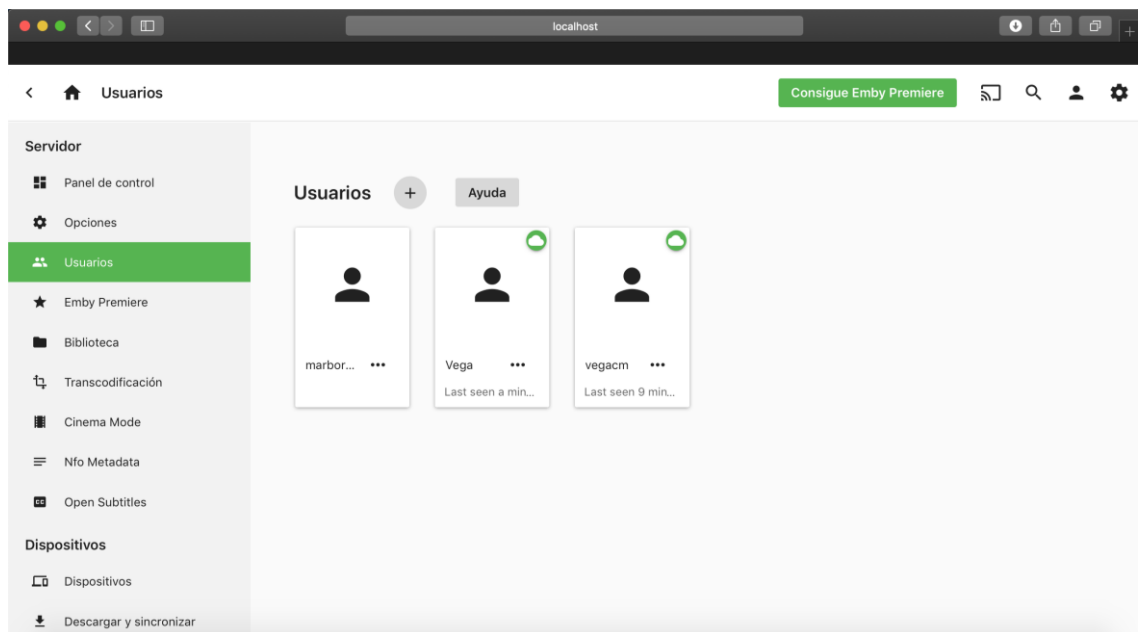 localhost
Usuarios
Consigue Emby Premiere
Servidor
Panel de control
Opciones
Usuarios
Emby Premiere
Biblioteca
Transcodificación
Cinema Mode
Nfo Metadata
CC Open Subtitles
Dispositivos
Dispositivos
Descargar y sincronizar
Usuarios + Ayuda
marbor... •••
Vega •••
Last seen a min...
vegacm •••
Last seen 9 min...